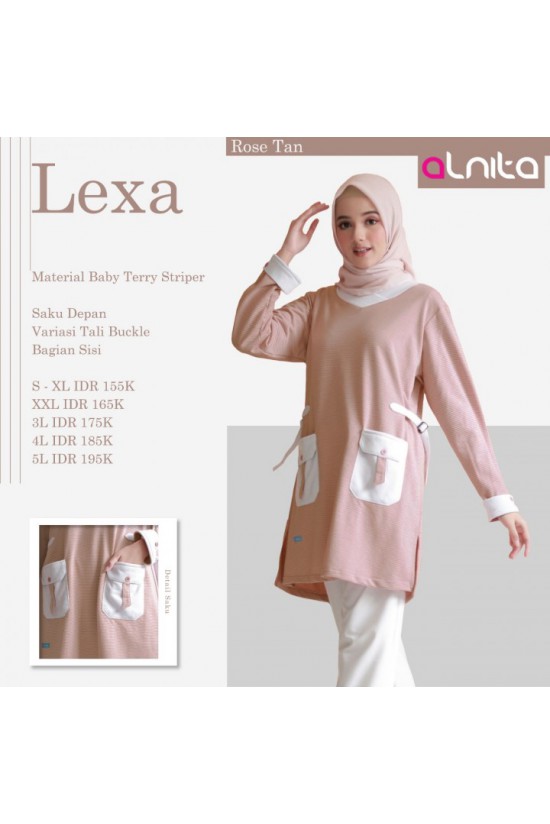 Rose Tan
alnita
Lexa
Material Baby Terry Striper
Saku Depan
Variasi Tali Buckle
Bagian Sisi
S - XL IDR 155K
XXL IDR 165K
3L IDR 175K
4L IDR 185K
5L IDR 195K
Detail Saku